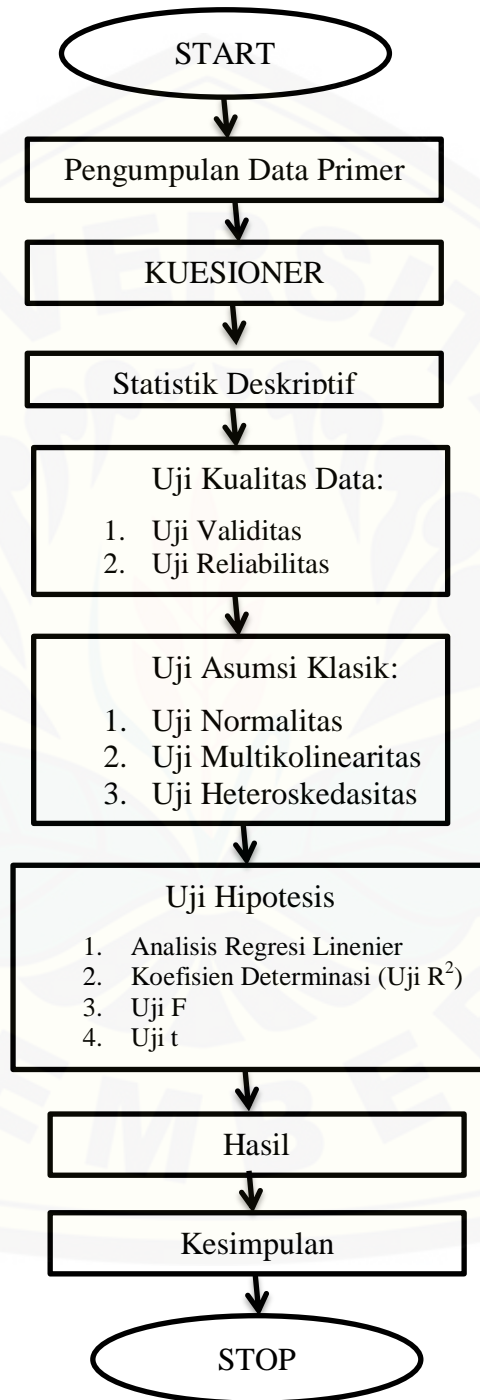 START
Pengumpulan Data Primer
KUESIONER
Statistik Deskriptif
Uji Kualitas Data:
1. Uji Validitas
2. Uji Reliabilitas
Uji Asumsi Klasik:
1. Uji Normalitas
2. Uji Multikolinearitas
3. Uji Heteroskedasitas
Uji Hipotesis
1. Analisis Regresi Linenier
2. Koefisien Determinasi (Uji R²)
3. Uji F
4. Uji t
Hasil
Kesimpulan
STOP